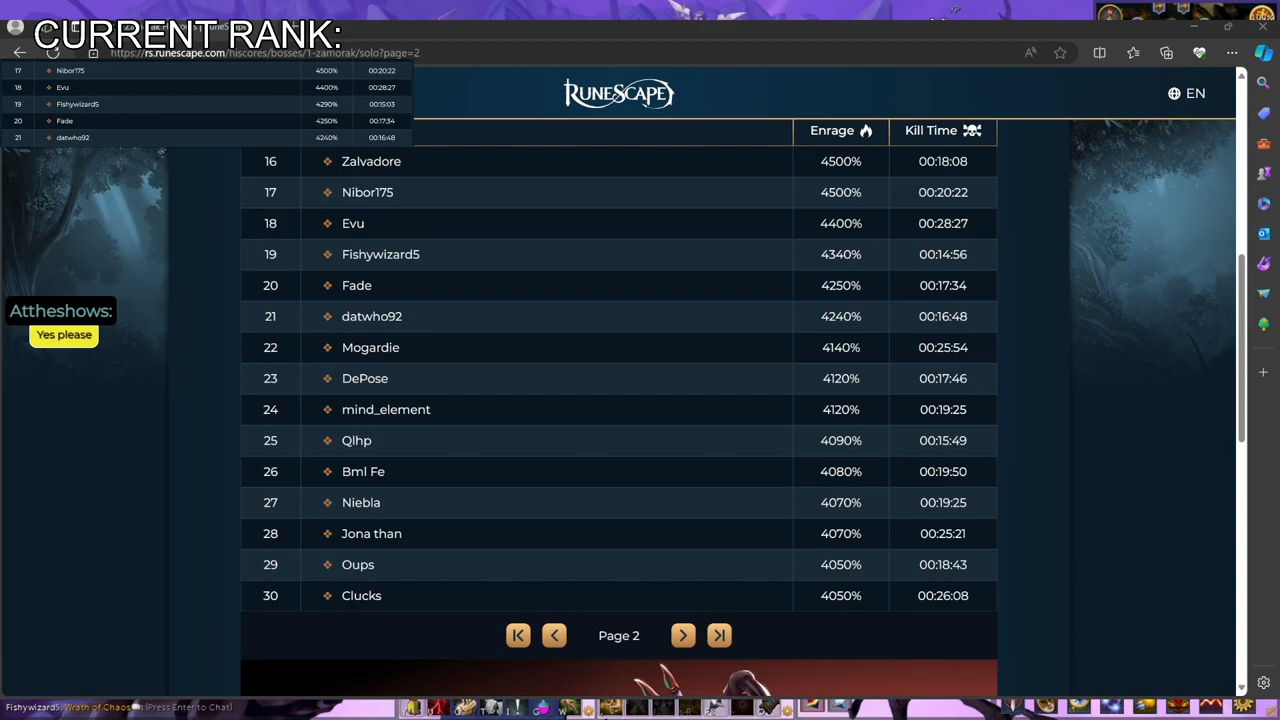 CURRENT RANK:
https://rs.runescape.com/hiscores/bosses/1-zamorak/solo?page=2
17 Nibor175 4500% 00:20:22
18 Evu 4400% 00:28:27
19 Fishywizard5 4290% 00:15:03
20 Fade 4250% 00:17:34
21 datwho92 4240% 00:16:48
RUNESCAPE
EN
Enrage Kill Time
16 Zalvadore 4500% 00:18:08
17 Nibor175 4500% 00:20:22
18 Evu 4400% 00:28:27
19 Fishywizard5 4340% 00:14:56
20 Fade 4250% 00:17:34
21 datwho92 4240% 00:16:48
22 Mogardie 4140% 00:25:54
23 DePose 4120% 00:17:46
24 mind_element 4120% 00:19:25
25 Qlhp 4090% 00:15:49
26 Bml Fe 4080% 00:19:50
27 Niebla 4070% 00:19:25
28 Jona than 4070% 00:25:21
29 Oups 4050% 00:18:43
30 Clucks 4050% 00:26:08
Attheshows:
Yes please
Page 2
Fishywizard5, Wrath of Chaos [Press Enter to Chat]